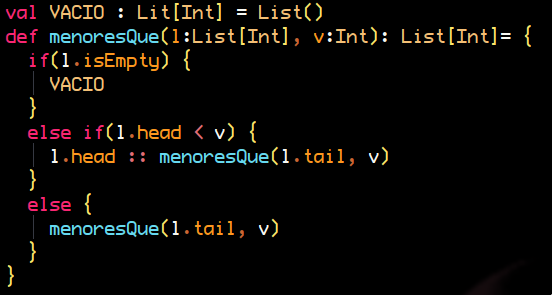 val VACIO : Lit[Int] = List()
def menoresQue(l:List[Int], v:Int): List[Int]= {
  if(l.isEmpty) {
    VACIO
  }
  else if(l.head < v) {
    l.head :: menoresQue(l.tail, v)
  }
  else {
    menoresQue(l.tail, v)
  }
}